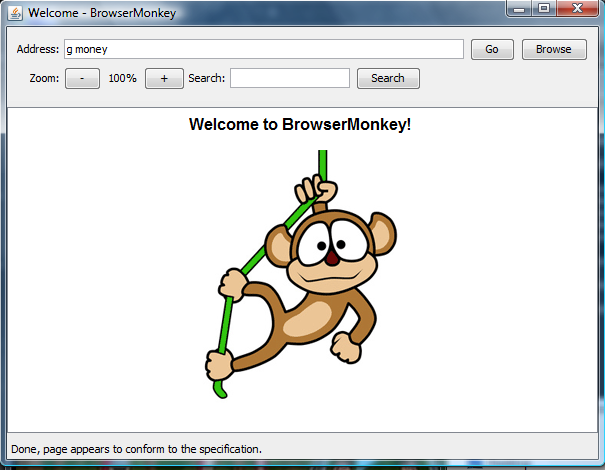 Welcome - BrowserMonkey
Address: g money Go Browse
Zoom: - 100% + Search: Search
Welcome to BrowserMonkey!
Done, page appears to conform to the specification.